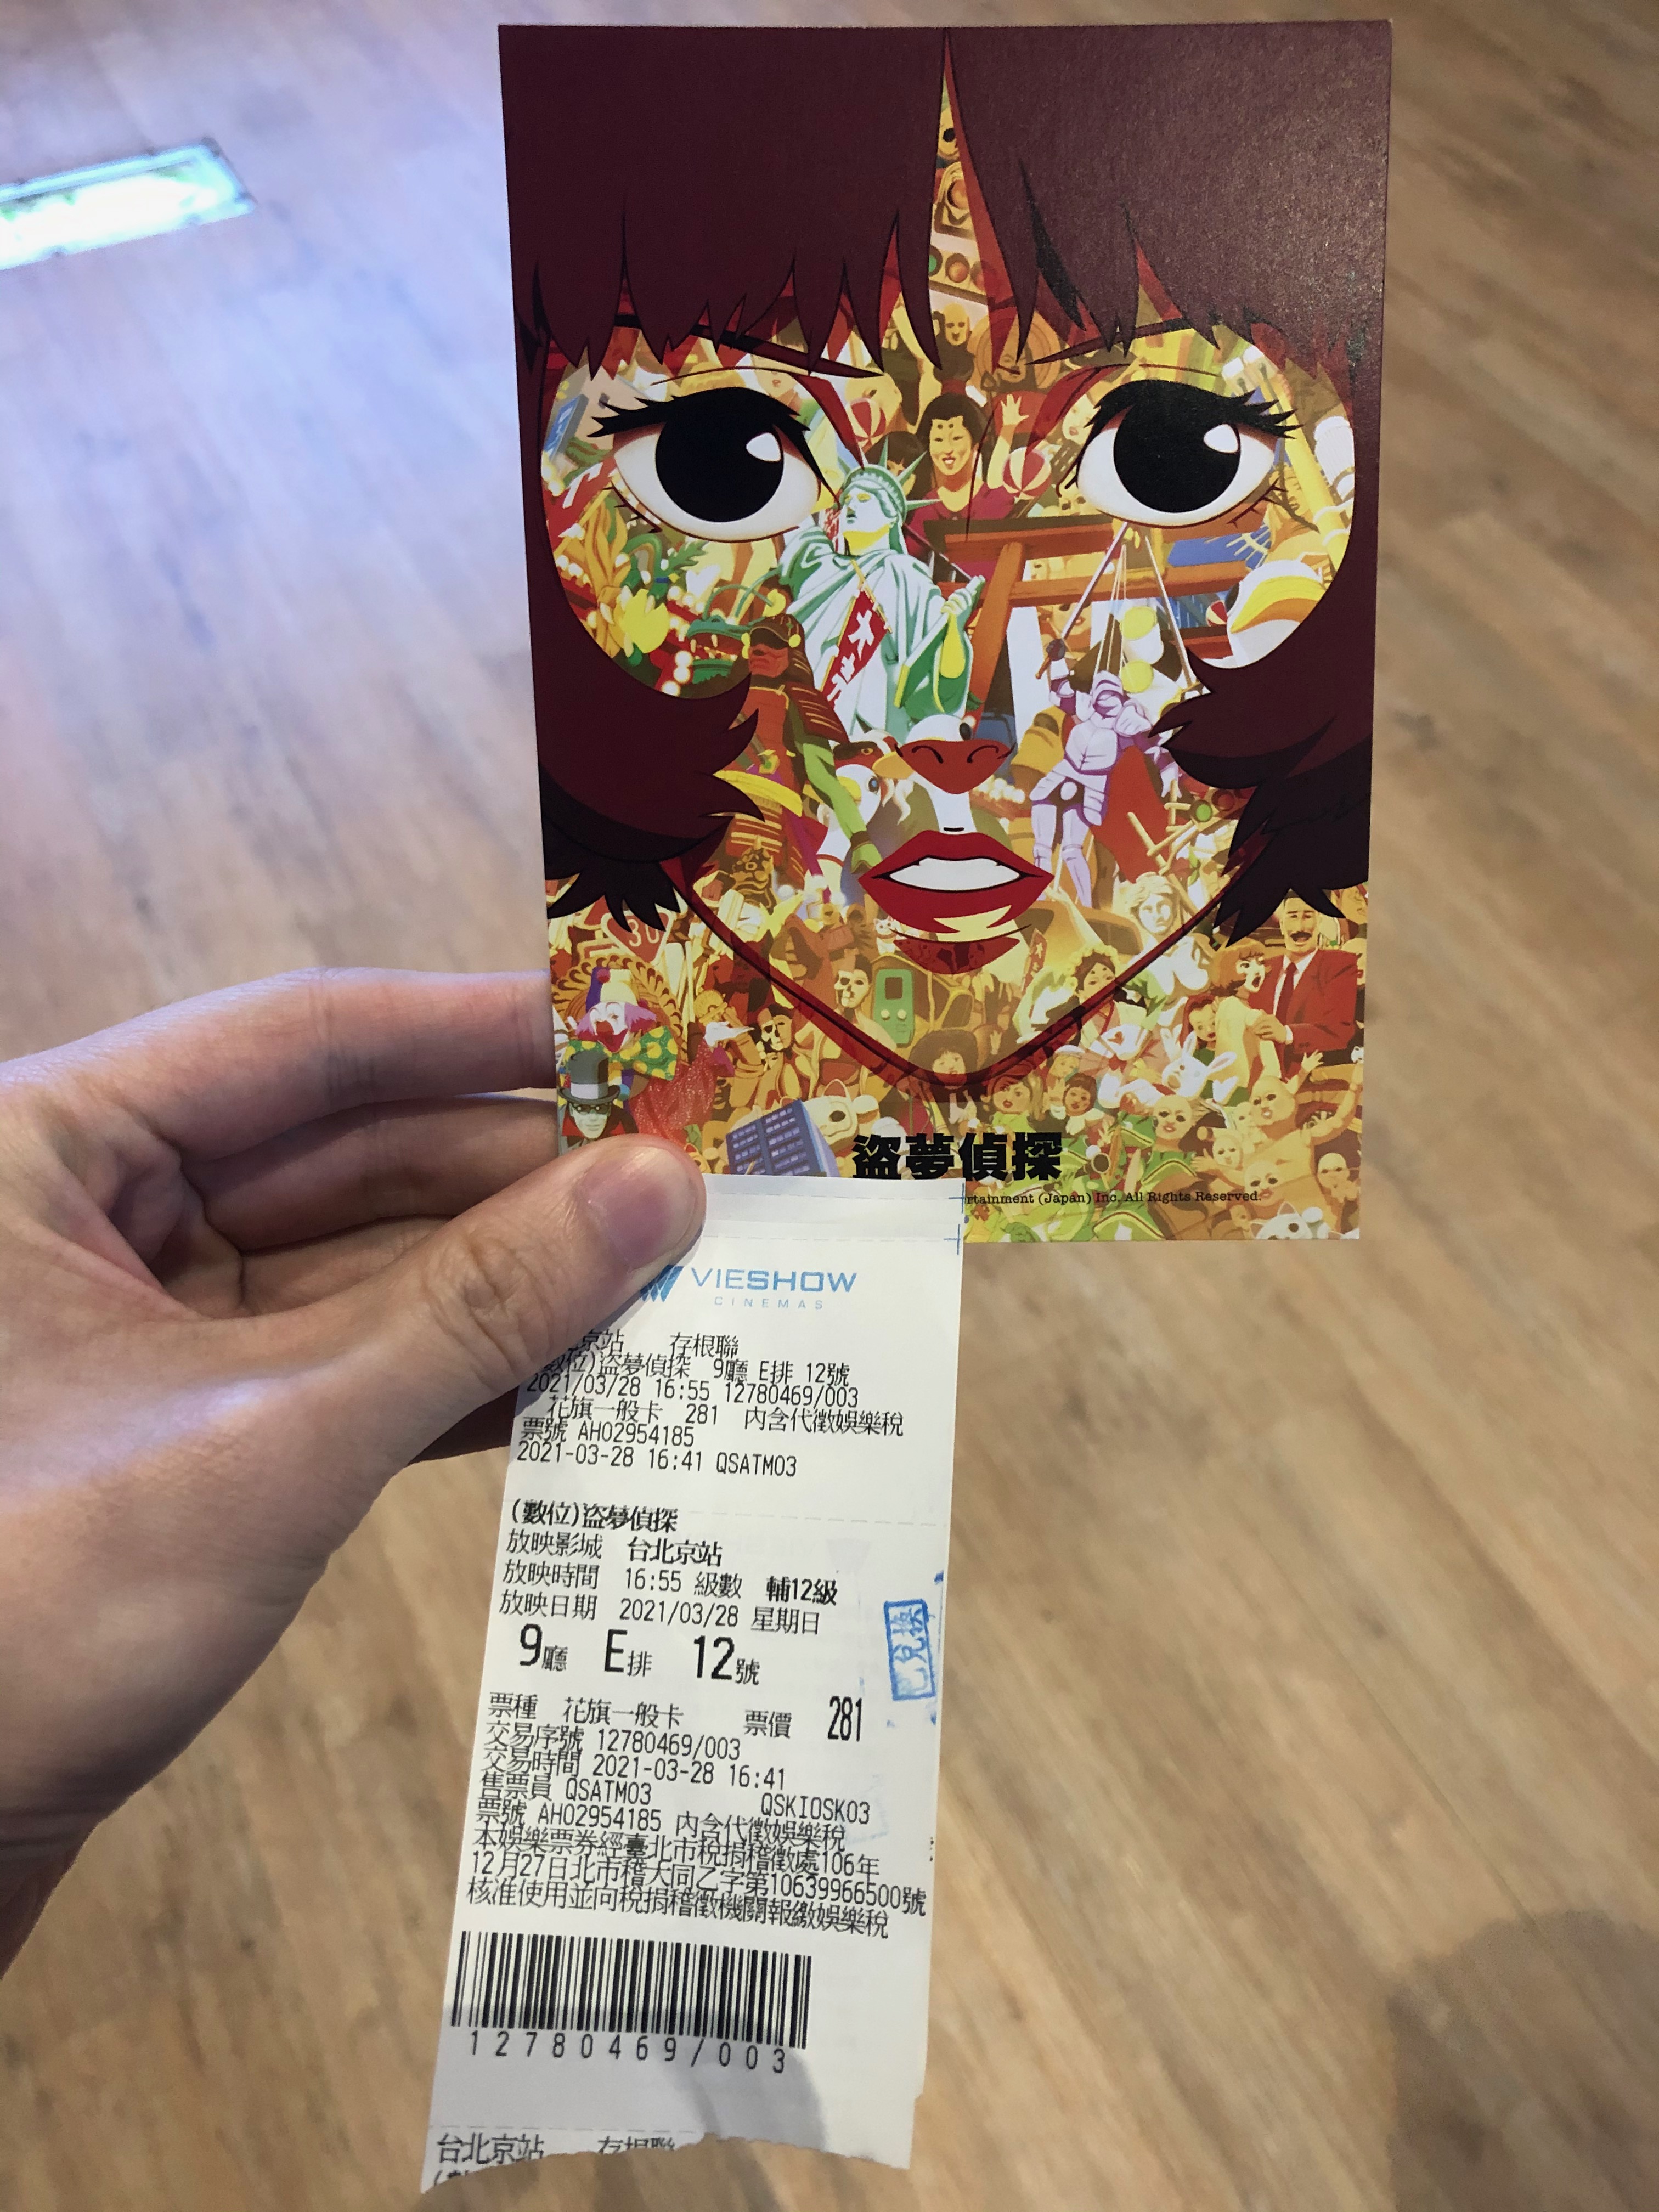 大売
30
盗夢偵探
rtainment (Japan) Inc. All Rights Reserved.
VIESHOW
CINEMAS
京站 存根聯
數位)盜夢偵探 9廳 E排 12號
2021/03/28 16:55 12780469/003
花旗一般卡 281 內含代徵娛樂稅
票號 AH02954185
2021-03-28 16:41 QSATM03
(數位)盜夢偵探
放映影城 台北京站
放映時間 16:55 級數 輔12級
放映日期 2021/03/28 星期日
9廳 E排 12號
已兌換
票種 花旗一般卡 票價 281
交易序號 12780469/003
交易時間 2021-03-28 16:41
售票員 QSATM03 QSKIOSK03
票號 AH02954185 內含代徵娛樂稅
本娛樂票券經臺北市稅捐稽徵處106年
12月27日北市稽大同乙字第10639966500號
核准使用並向稅捐稽徵機關報繳娛樂稅
12780469/003
台北京站 存根聯